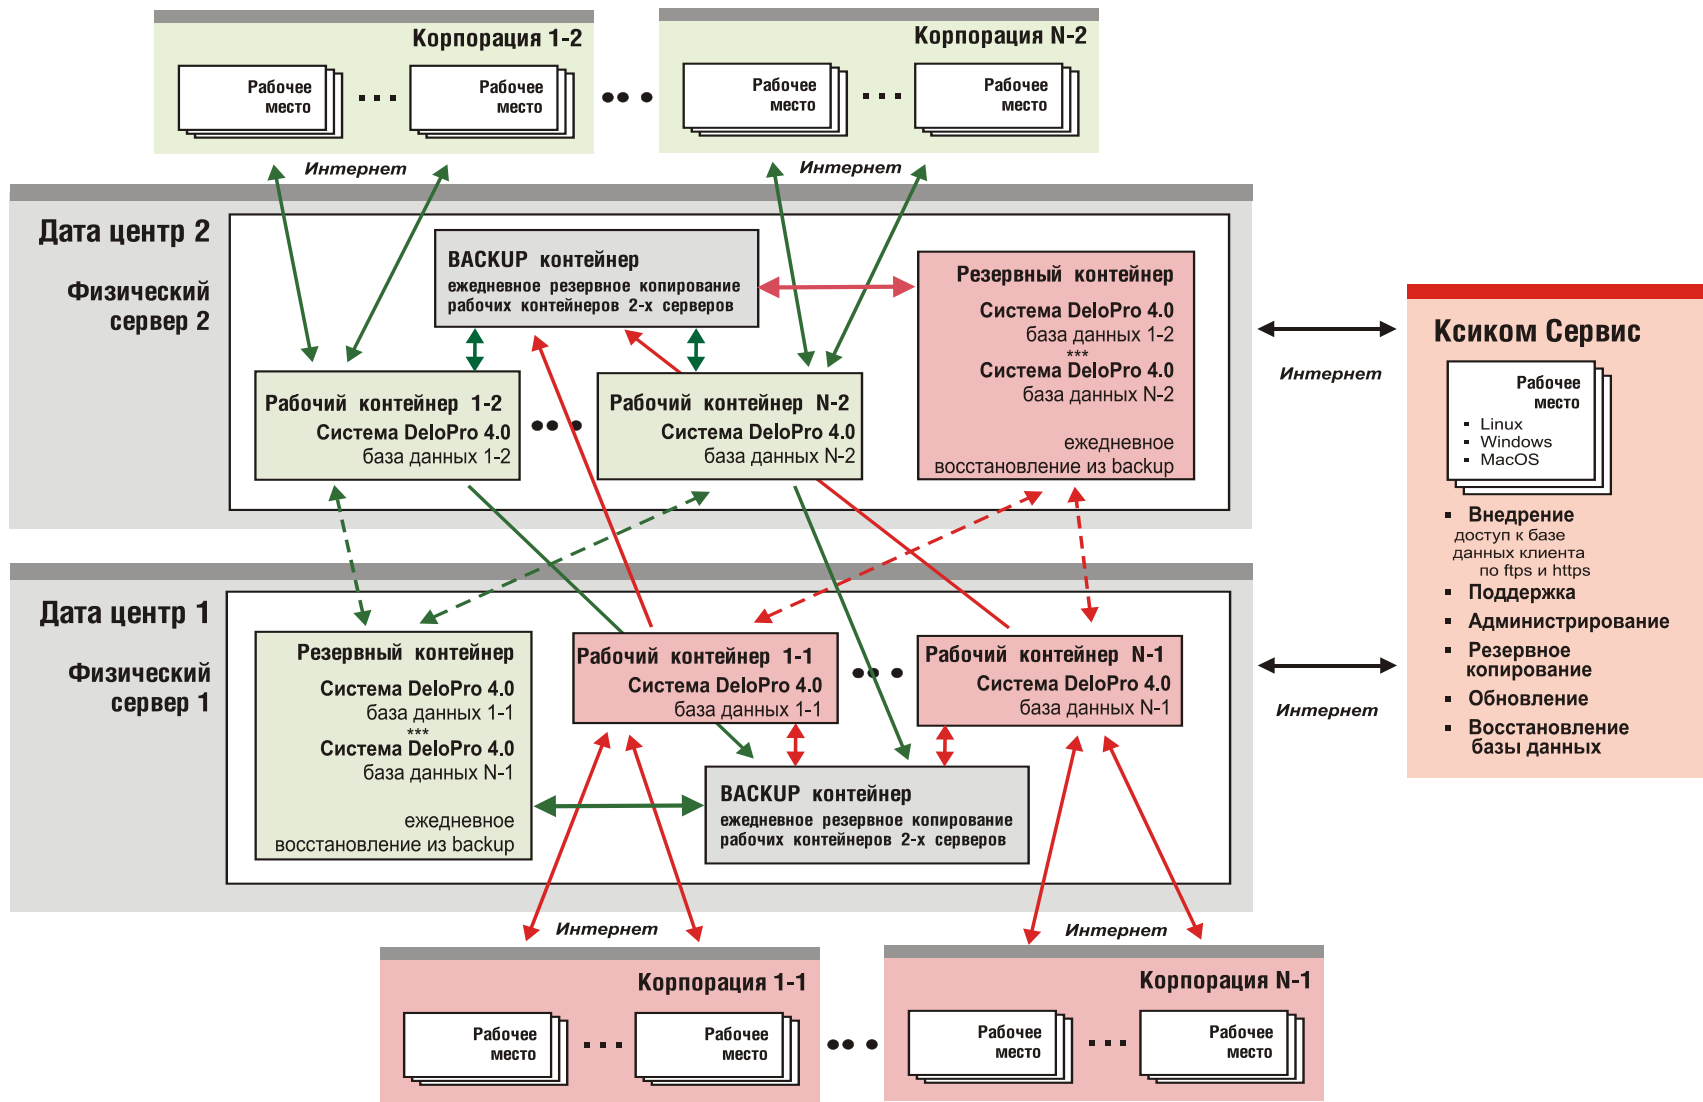 Корпорация 1-2
Рабочее
место
Рабочее
место
Корпорация N-2
Рабочее
место
Рабочее
место
Интернет
Интернет
Дата центр 2
Физический
сервер 2
BACKUP контейнер
ежедневное резервное копирование
рабочих контейнеров 2-х серверов
Резервный контейнер
Система DeloPro 4.0
база данных 1-2
***
Система DeloPro 4.0
база данных N-2
ежедневное
восстановление из backup
Рабочий контейнер 1-2
Система DeloPro 4.0
база данных 1-2
Рабочий контейнер N-2
Система DeloPro 4.0
база данных N-2
Интернет
Ксиком Сервис
Рабочее
место
▪ Linux
▪ Windows
▪ MacOS
▪ Внедрение
доступ к базе
данных клиента
по ftps и https
▪ Поддержка
▪ Администрирование
▪ Резервное
копирование
▪ Обновление
▪ Восстановление
базы данных
Дата центр 1
Физический
сервер 1
Резервный контейнер
Система DeloPro 4.0
база данных 1-1
***
Система DeloPro 4.0
база данных N-1
ежедневное
восстановление из backup
Рабочий контейнер 1-1
Система DeloPro 4.0
база данных 1-1
Рабочий контейнер N-1
Система DeloPro 4.0
база данных N-1
BACKUP контейнер
ежедневное резервное копирование
рабочих контейнеров 2-х серверов
Интернет
Интернет
Интернет
Корпорация 1-1
Рабочее
место
Рабочее
место
Корпорация N-1
Рабочее
место
Рабочее
место